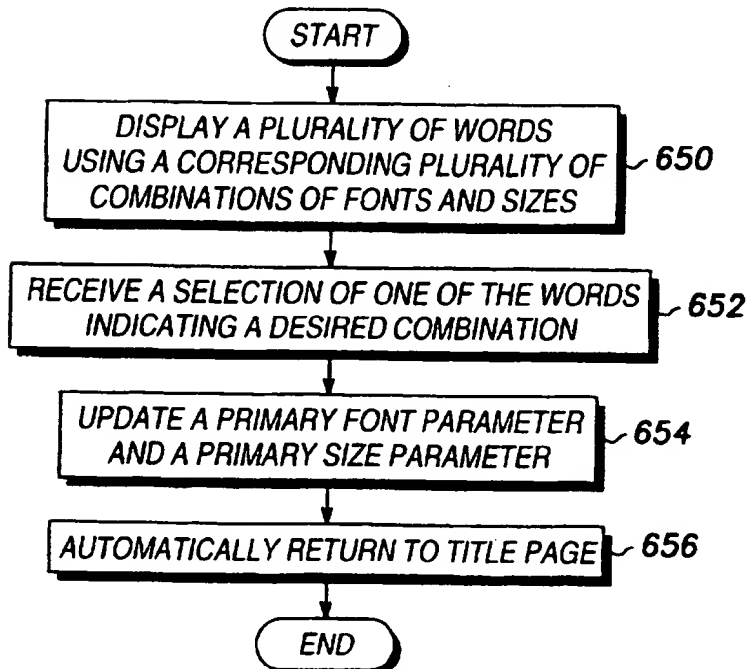 START
DISPLAY A PLURALITY OF WORDS
USING A CORRESPONDING PLURALITY OF
COMBINATIONS OF FONTS AND SIZES
650
RECEIVE A SELECTION OF ONE OF THE WORDS
INDICATING A DESIRED COMBINATION
652
UPDATE A PRIMARY FONT PARAMETER
AND A PRIMARY SIZE PARAMETER
654
AUTOMATICALLY RETURN TO TITLE PAGE
656
END